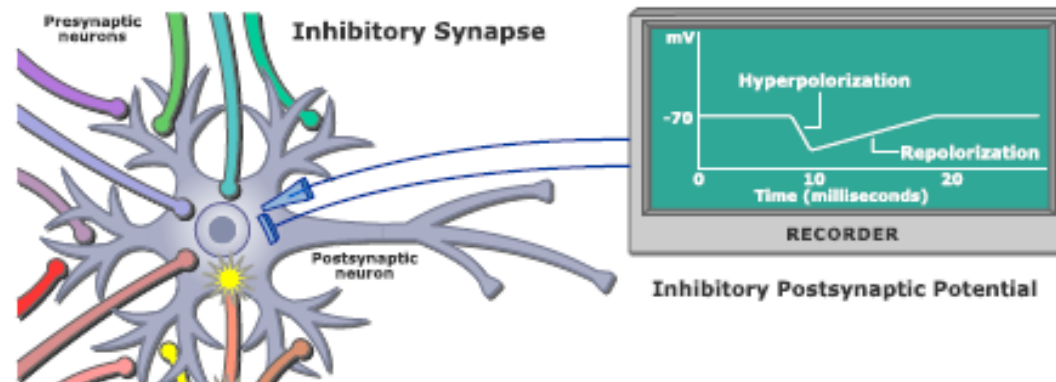 Presynaptic
neurons
Inhibitory Synapse
Postsynaptic
neuron
mV
Hyperpolorization
-70
Repolorization
0 10 20
Time (milliseconds)
RECORDER
Inhibitory Postsynaptic Potential